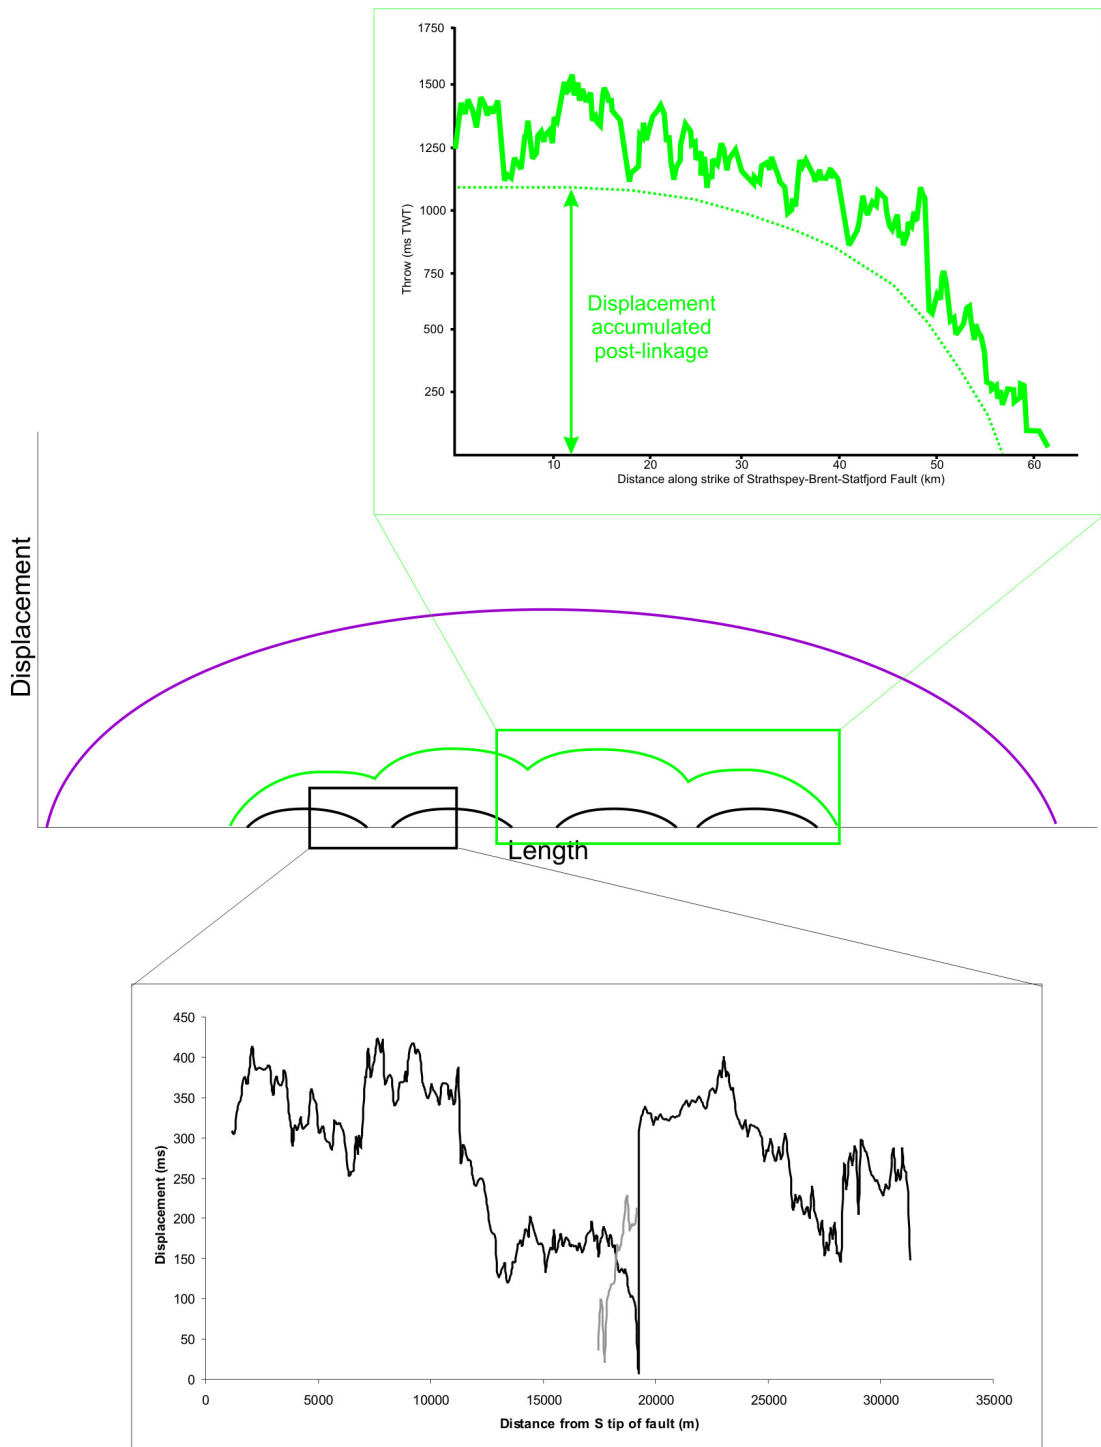 1750
1500
1250
1000
750
500
250
Throw (ms TWT)
Displacement
accumulated
post-linkage
10 20 30 40 50 60
Distance along strike of Strathspey-Brent-Statfjord Fault (km)
Displacement
Length
450
400
350
300
250
200
150
100
50
0
Displacement (ms)
0 5000 10000 15000 20000 25000 30000 35000
Distance from S tip of fault (m)